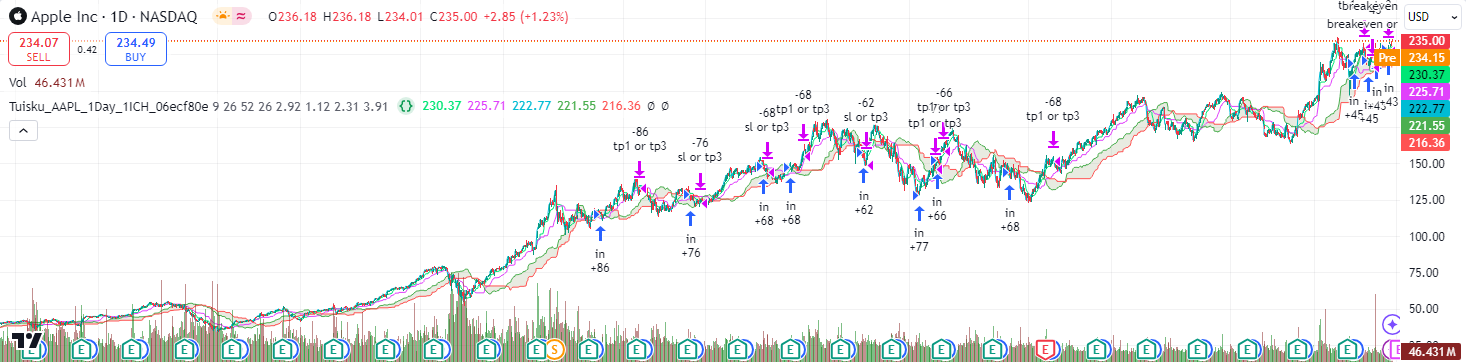 Apple Inc · 1D · NASDAQ O236.18 H236.18 L234.01 C235.00 +2.85 (+1.23%)
USD
234.07 SELL
0.42
234.49 BUY
Vol 46.431 M
Tuisku_AAPL_1Day_1ICH_06ecf80e 9 26 52 26 2.92 1.12 2.31 3.91 {} 230.37 225.71 222.77 221.55 216.36 Ø Ø
-86
tp1 or tp3
-76
sl or tp3
-68
sl or tp3
-68
tp1 or tp3
-62
sl or tp3
-66
tp1 or tp3
tp1 or tp3
-68
tp1 or tp3
breakeven
breakeven or
in
+86
in
+76
in
+68
in
+68
in
+62
in
+77
in
+66
in
+68
in
+45
in
+45
+43
235.00
Pre 234.15
230.37
225.71
222.77
221.55
216.36
150.00
125.00
100.00
75.00
50.00
46.431 M
E E E E E E E E E E E S E E E E E E E E E E E E E E E E